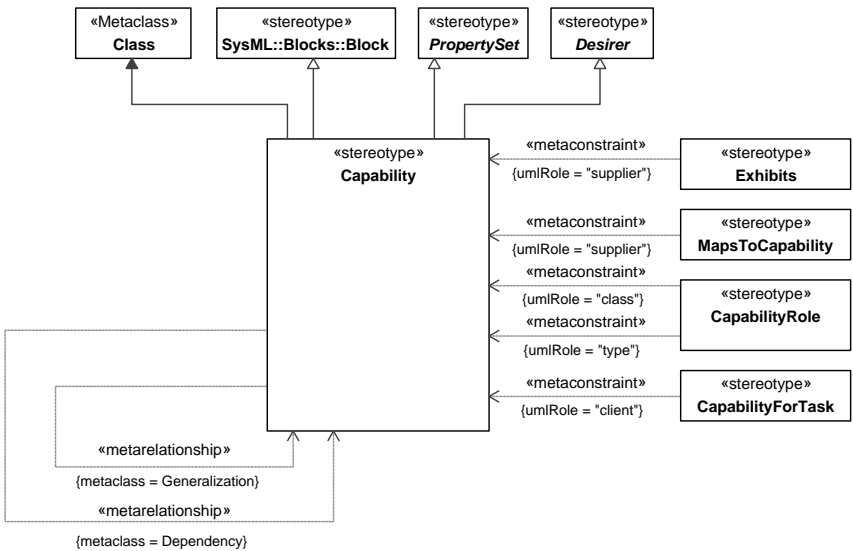 «Metaclass»
Class
«stereotype»
SysML::Blocks::Block
«stereotype»
PropertySet
«stereotype»
Desirer
«stereotype»
Capability
«metaconstraint»
{umlRole = "supplier"}
«stereotype»
Exhibits
«metaconstraint»
{umlRole = "supplier"}
«stereotype»
MapsToCapability
«metaconstraint»
{umlRole = "class"}
«metaconstraint»
{umlRole = "type"}
«stereotype»
CapabilityRole
«metaconstraint»
{umlRole = "client"}
«stereotype»
CapabilityForTask
«metarelationship»
{metaclass = Generalization}
«metarelationship»
{metaclass = Dependency}